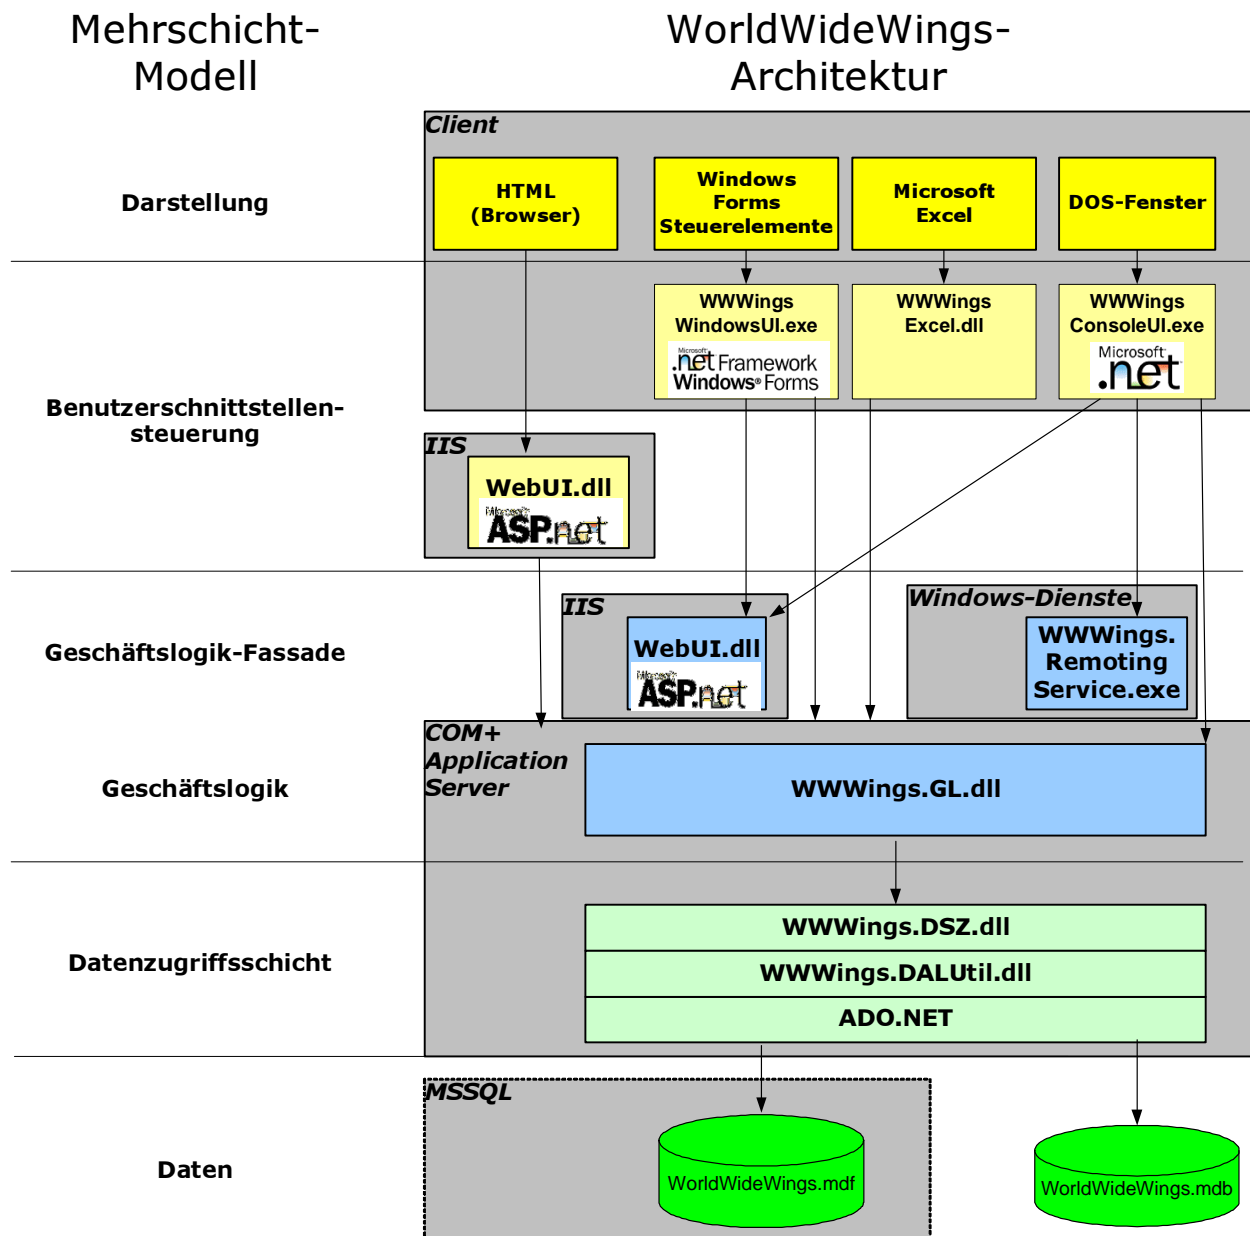 Mehrschicht-
Modell
WorldWideWings-
Architektur
Client
Darstellung
HTML
(Browser)
Windows
Forms
Steuerelemente
Microsoft
Excel
DOS-Fenster
Benutzerschnittstellen-
steuerung
WWWings
WindowsUI.exe
Microsoft
.net Framework
Windows® Forms
WWWings
Excel.dll
WWWings
ConsoleUI.exe
Microsoft
.net
IIS
WebUI.dll
Microsoft
ASP.net
Geschäftslogik-Fassade
IIS
WebUI.dll
Microsoft
ASP.net
Windows-Dienste
WWWings.
Remoting
Service.exe
Geschäftslogik
COM+
Application
Server
WWWings.GL.dll
Datenzugriffsschicht
WWWings.DSZ.dll
WWWings.DALUtil.dll
ADO.NET
Daten
MSSQL
WorldWideWings.mdf
WorldWideWings.mdb